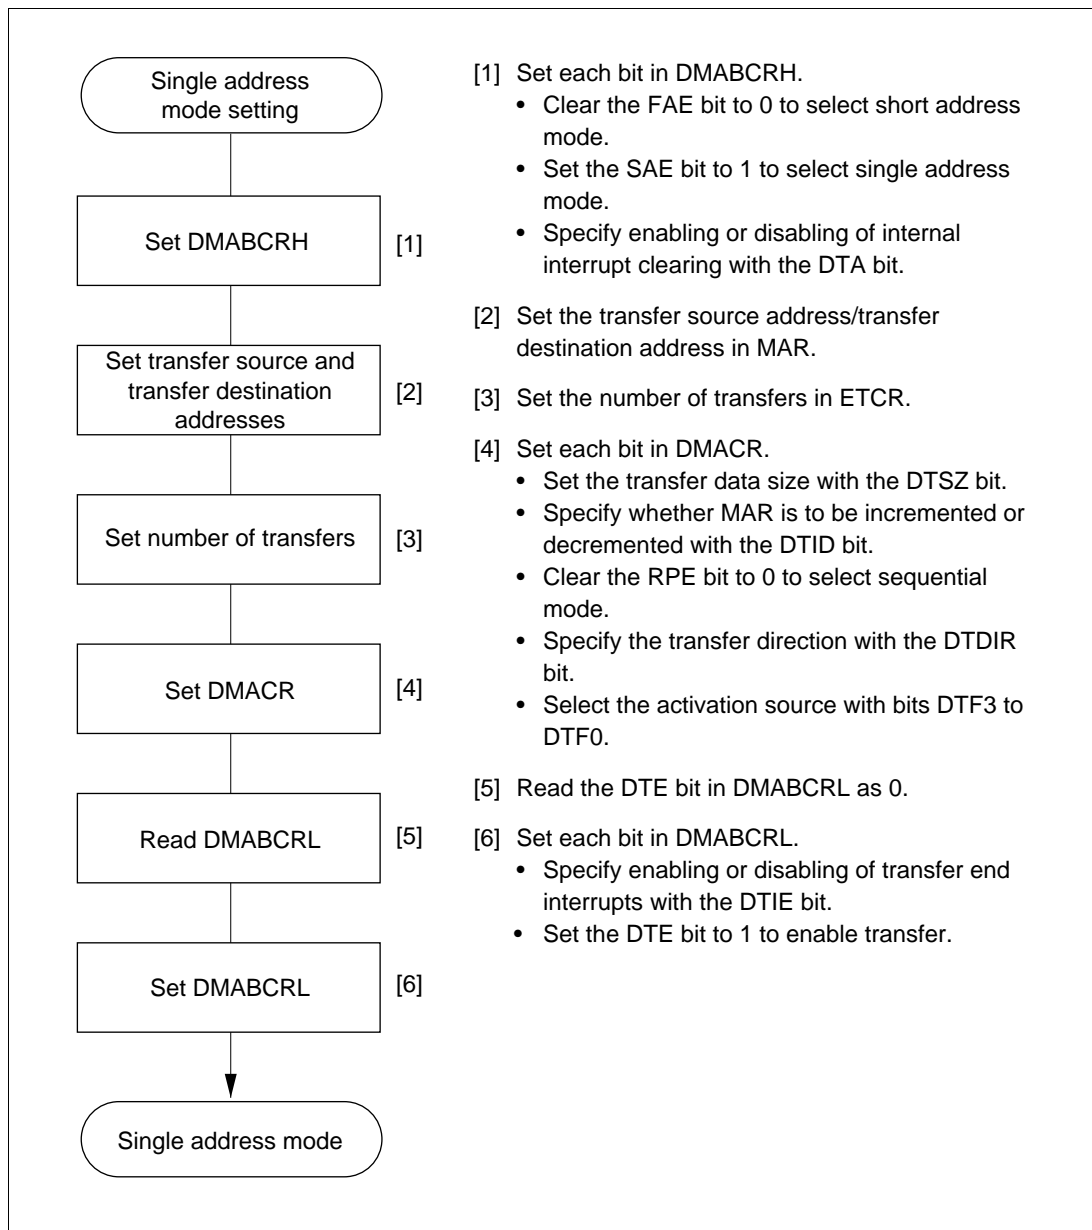 Single address
mode setting
Set DMABCRH
[1]
Set transfer source and
transfer destination
addresses
[2]
Set number of transfers
[3]
Set DMACR
[4]
Read DMABCRL
[5]
Set DMABCRL
[6]
Single address mode
[1] Set each bit in DMABCRH.
• Clear the FAE bit to 0 to select short address
mode.
• Set the SAE bit to 1 to select single address
mode.
• Specify enabling or disabling of internal
interrupt clearing with the DTA bit.
[2] Set the transfer source address/transfer
destination address in MAR.
[3] Set the number of transfers in ETCR.
[4] Set each bit in DMACR.
• Set the transfer data size with the DTSZ bit.
• Specify whether MAR is to be incremented or
decremented with the DTID bit.
• Clear the RPE bit to 0 to select sequential
mode.
• Specify the transfer direction with the DTDIR
bit.
• Select the activation source with bits DTF3 to
DTF0.
[5] Read the DTE bit in DMABCRL as 0.
[6] Set each bit in DMABCRL.
• Specify enabling or disabling of transfer end
interrupts with the DTIE bit.
• Set the DTE bit to 1 to enable transfer.